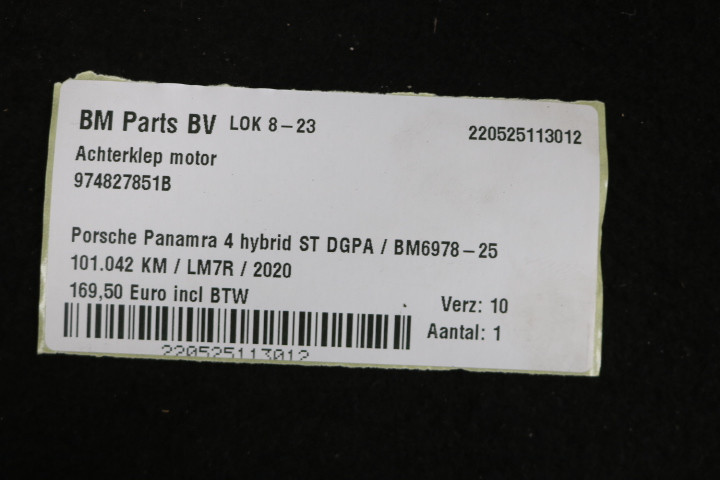 BM Parts BV LOK 8-23 220525113012
Achterklep motor
974827851B
Porsche Panamra 4 hybrid ST DGPA / BM6978-25
101.042 KM / LM7R / 2020
169,50 Euro incl BTW
Verz: 10
Aantal: 1
220525113012